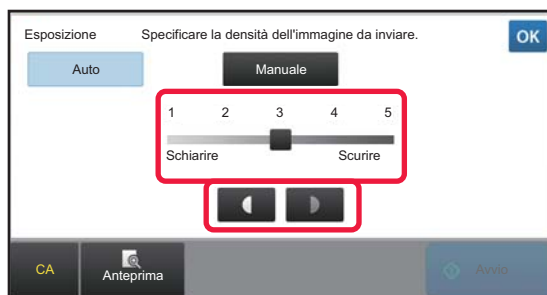 Esposizione Specificare la densità dell'immagine da inviare. OK
Auto Manuale
1 2 3 4 5
Schiarire Scurire
CA Anteprima Avvio